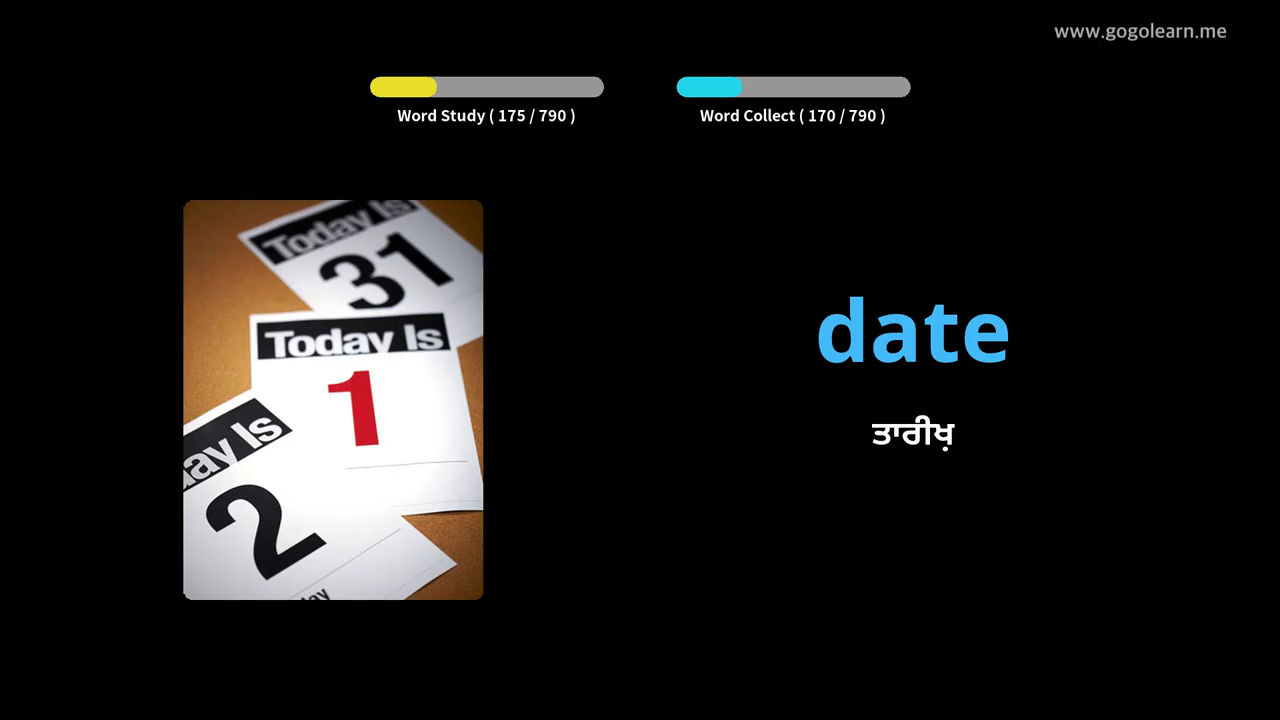 www.gogolearn.me
Word Study ( 175 / 790 )
Word Collect ( 170 / 790 )
Today Is
31
Today Is
1
ay Is
2
date
ਤਾਰੀਖ਼